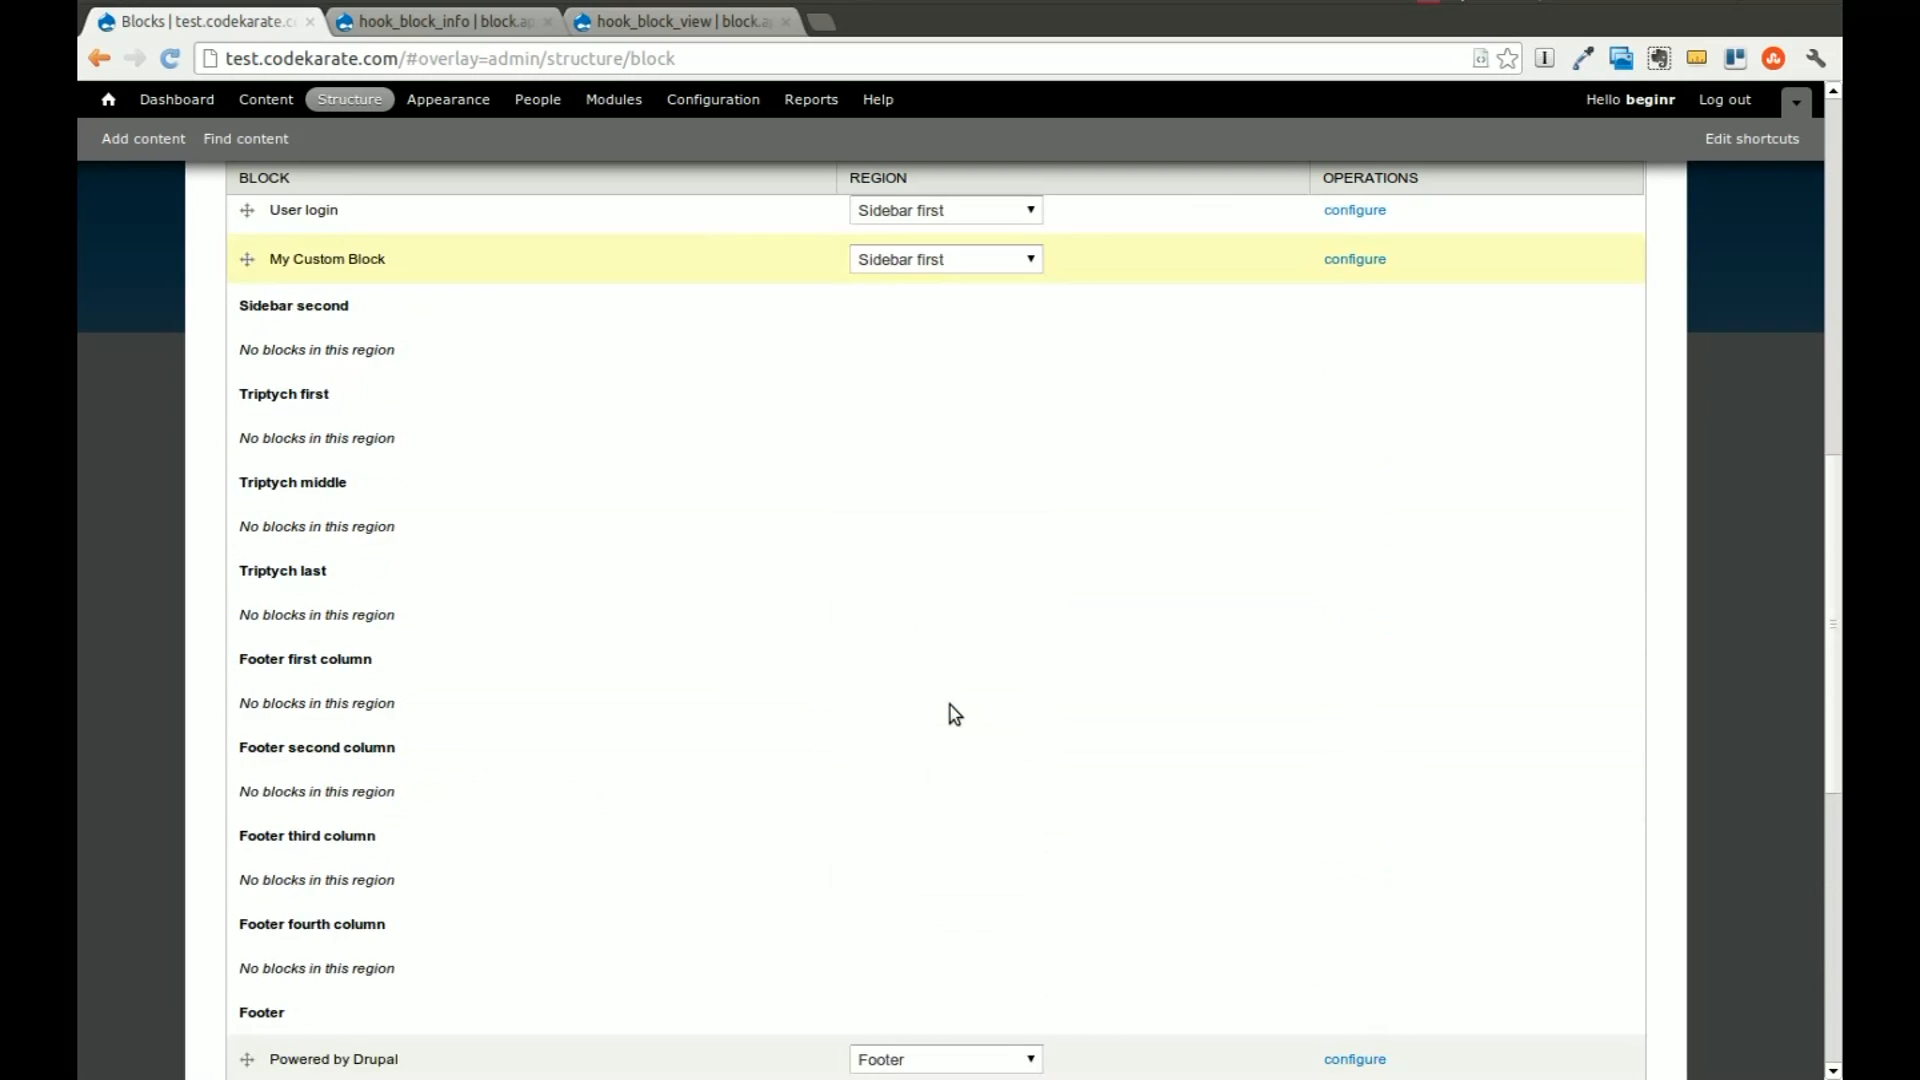 Blocks | test.codekarate.c
hook_block_info | block.a
hook_block_view | block.a
test.codekarate.com/#overlay=admin/structure/block
Dashboard Content Structure Appearance People Modules Configuration Reports Help Hello beginr Log out
Add content Find content Edit shortcuts
BLOCK REGION OPERATIONS
User login Sidebar first configure
My Custom Block Sidebar first configure
Sidebar second
No blocks in this region
Triptych first
No blocks in this region
Triptych middle
No blocks in this region
Triptych last
No blocks in this region
Footer first column
No blocks in this region
Footer second column
No blocks in this region
Footer third column
No blocks in this region
Footer fourth column
No blocks in this region
Footer
Powered by Drupal Footer configure